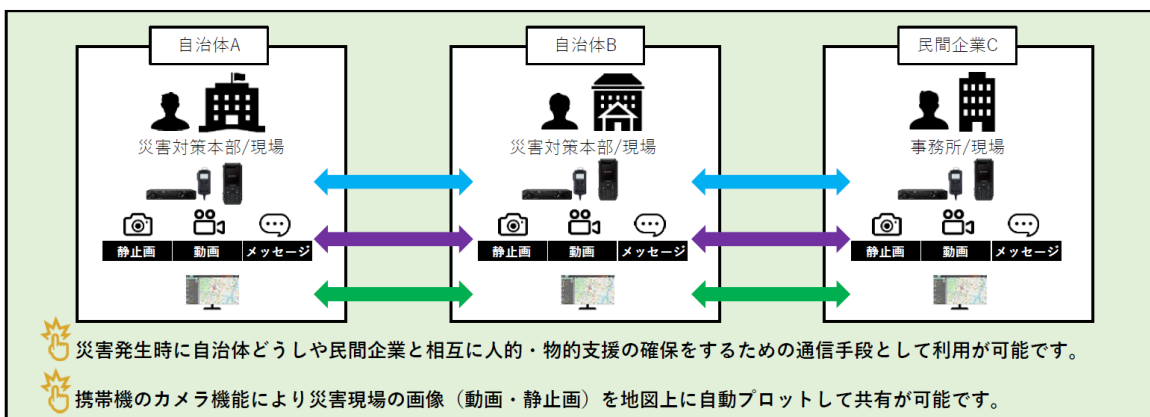 自治体A
自治体B
民間企業C
災害対策本部/現場
災害対策本部/現場
事務所/現場
静止画 動画 メッセージ
静止画 動画 メッセージ
静止画 動画 メッセージ
災害発生時に自治体どうしや民間企業と相互に人的・物的支援の確保をするための通信手段として利用が可能です。
携帯機のカメラ機能により災害現場の画像（動画・静止画）を地図上に自動プロットして共有が可能です。